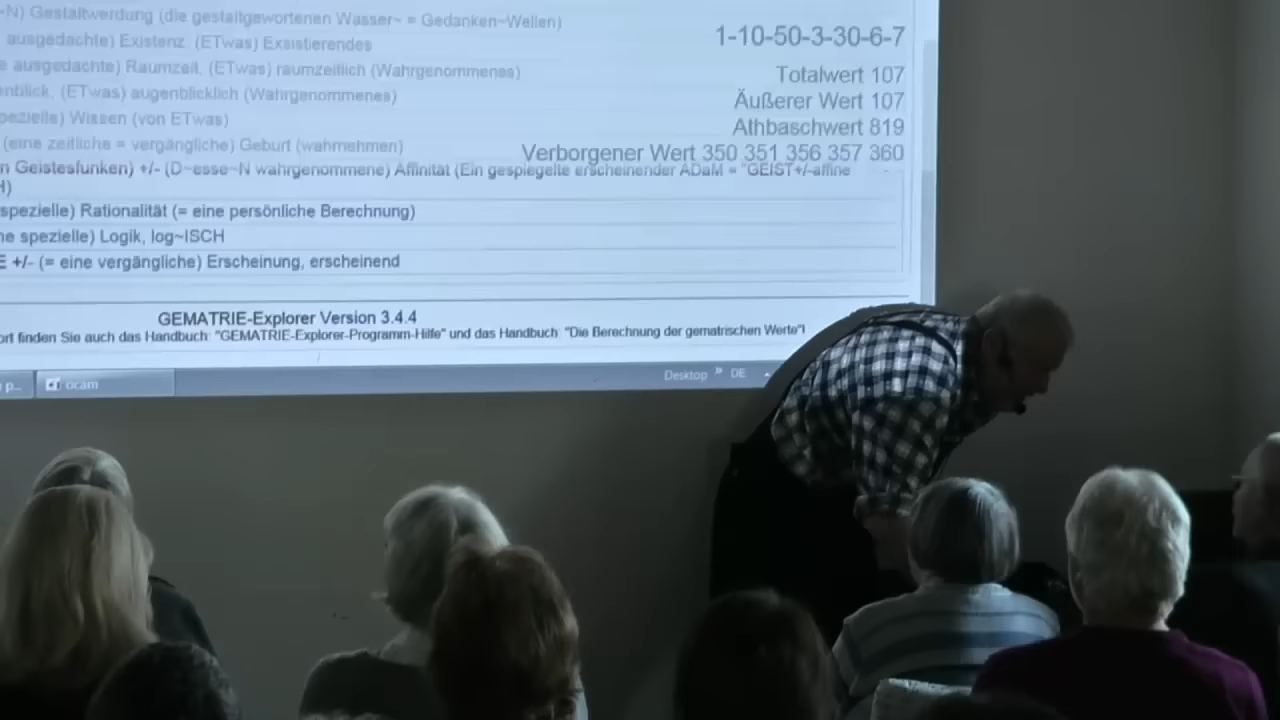 ~N) Gestaltwerdung (die gestaltgewortenen Wasser~ = Gedanken~Wellen)
1-10-50-3-30-6-7
ausgedachte) Existenz. (ETwas) Exsistierendes
ausgedachte) Raumzeit. (ETwas) raumzeitlich (Wahrgenommenes)
Totalwert 107
enblick. (ETwas) augenblicklich (Wahrgenommenes)
Äußerer Wert 107
pezielle) Wissen (von ETwas)
Athbaschwert 819
(eine zeitliche = vergängliche) Geburt (wahrnehmen)
Verborgener Wert 350 351 356 357 360
n Geistesfunken) +/- (D~esse~N wahrgenommene) Affinität (Ein gespiegelte erscheinender ADaM = "GEIST+/-affine
H)
spezielle) Rationalität (= eine persönliche Berechnung)
ne spezielle) Logik, log~ISCH
E +/- (= eine vergängliche) Erscheinung, erscheinend
GEMATRIE-Explorer Version 3.4.4
ort finden Sie auch das Handbuch: "GEMATRIE-Explorer-Programm-Hilfe" und das Handbuch: "Die Berechnung der gematrischen Werte"!
p... ocam Desktop » DE